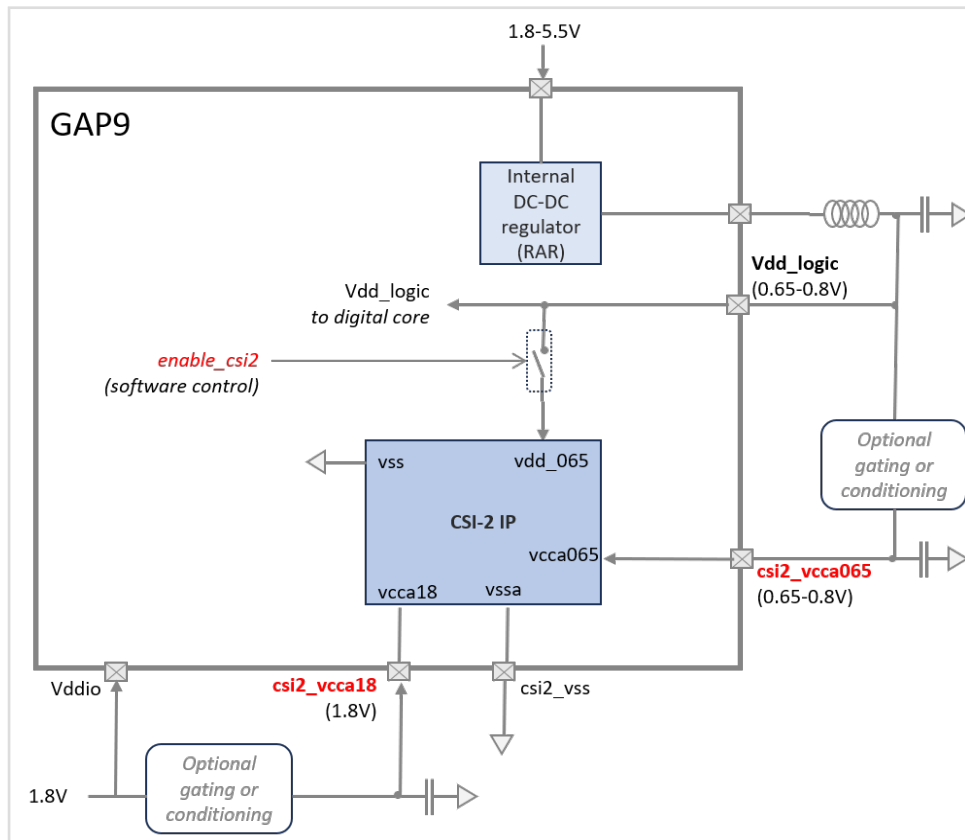 1.8-5.5V
GAP9
Internal
DC-DC
regulator
(RAR)
Vdd_logic
(0.65-0.8V)
Vdd_logic
to digital core
enable_csi2
(software control)
Optional
gating or
conditioning
vss
vdd_065
CSI-2 IP
vcca065
vcca18
vssa
csi2_vcca065
(0.65-0.8V)
Vddio
csi2_vcca18
(1.8V)
csi2_vss
1.8V
Optional
gating or
conditioning